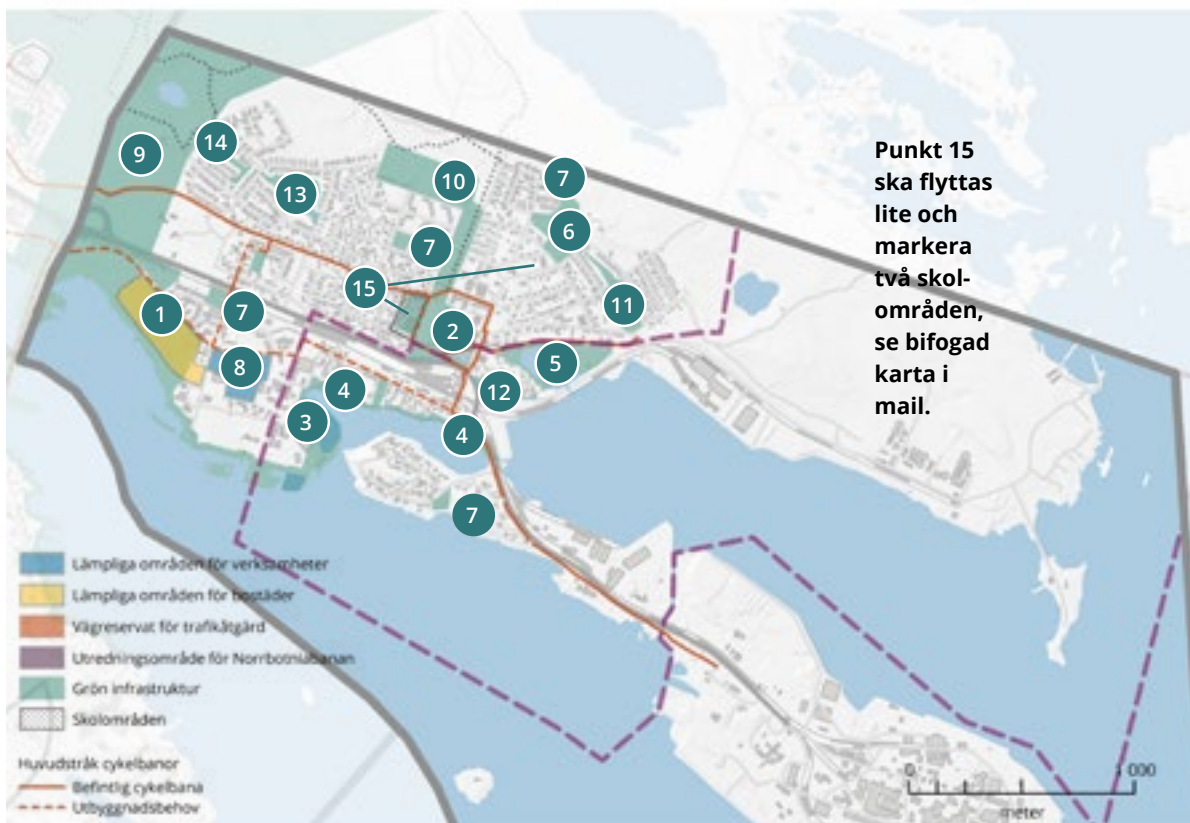 14
9
7
13
10
7
6
15
11
1
7
2
8
5
4
12
3
4
7
Punkt 15
ska flyttas
lite och
markera
två skol-
områden,
se bifogad
karta i
mail.
Lämpliga områden för verksamheter
Lämpliga områden för bostäder
Vägreservat för trafikåtgärd
Utredningsområde för Norrbotniabanan
Grön infrastruktur
Skolområden
Huvudstråk cykelbanor
Befintlig cykelbana
Utbyggnadsbehov
0 1 000
meter